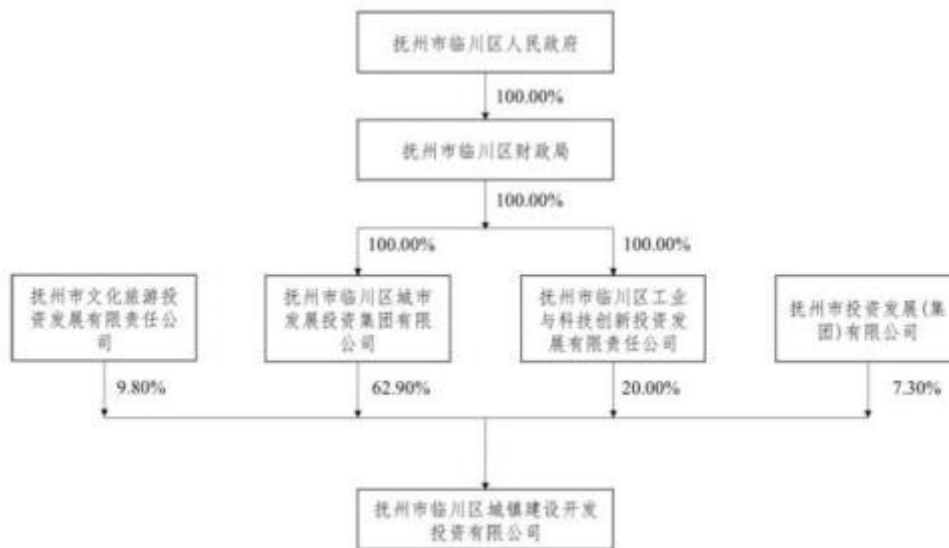 抚州市临川区人民政府
100.00%
抚州市临川区财政局
100.00%
100.00%
100.00%
抚州市文化旅游投
资发展有限责任公
司
抚州市临川区城市
发展投资集团有限
公司
抚州市临川区工业
与科技创新投资发
展有限责任公司
抚州市投资发展(集
团)有限公司
9.80%
62.90%
20.00%
7.30%
抚州市临川区城镇建设开发
投资有限公司